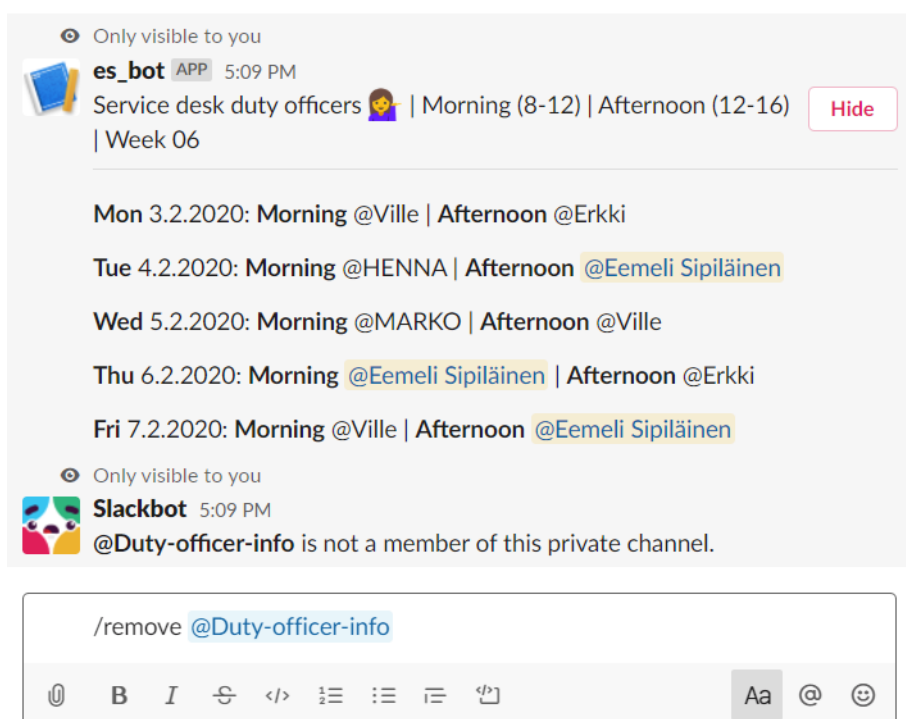 Only visible to you
es_bot APP 5:09 PM
Service desk duty officers 💁‍♀️ | Morning (8-12) | Afternoon (12-16)
| Week 06
Hide
Mon 3.2.2020: Morning @Ville | Afternoon @Erkki
Tue 4.2.2020: Morning @HENNA | Afternoon @Eemeli Sipiläinen
Wed 5.2.2020: Morning @MARKO | Afternoon @Ville
Thu 6.2.2020: Morning @Eemeli Sipiläinen | Afternoon @Erkki
Fri 7.2.2020: Morning @Ville | Afternoon @Eemeli Sipiläinen
Only visible to you
Slackbot 5:09 PM
@Duty-officer-info is not a member of this private channel.
/remove @Duty-officer-info
B I S </> Aa @